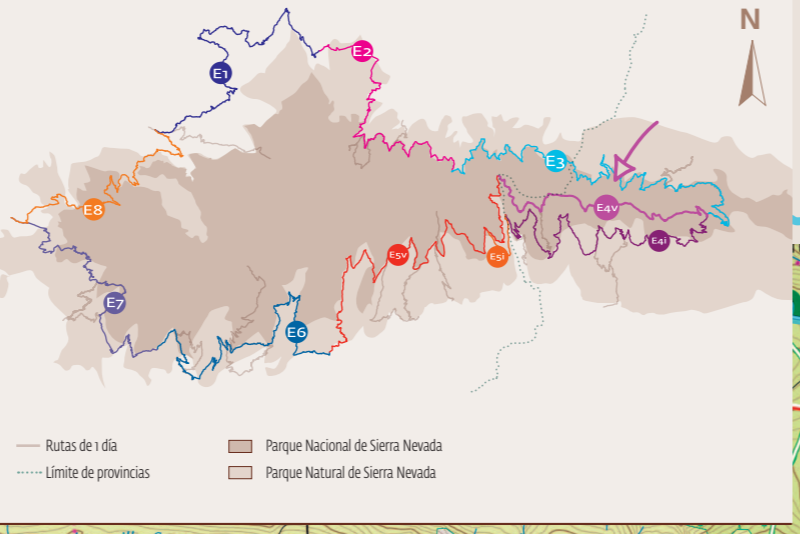 N
E1
E2
E3
E8
E4v
E4i
E5v
E5i
E7
E6
Rutas de 1 día
Parque Nacional de Sierra Nevada
Límite de provincias
Parque Natural de Sierra Nevada